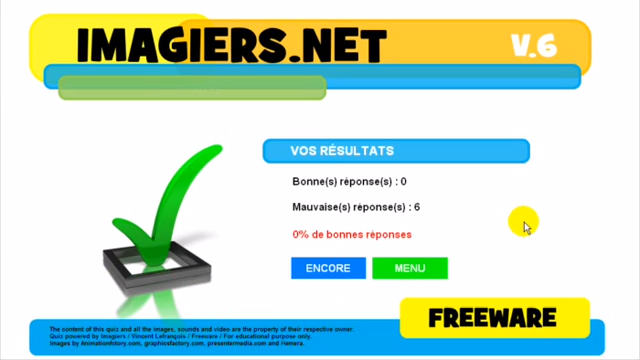 IMAGIERS.NET
V.6
VOS RÉSULTATS
Bonne(s) réponse(s) : 0
Mauvaise(s) réponse(s) : 6
0% de bonnes réponses
ENCORE
MENU
FREEWARE
The content of this quiz and all the images, sounds and video are the property of their respective owner.
Quiz powered by Imagiers / Vincent Lefrançois / Freeware / For educational purpose only.
Images by Animationfctory.com, graphicsfactory.com, presentermedia.com and